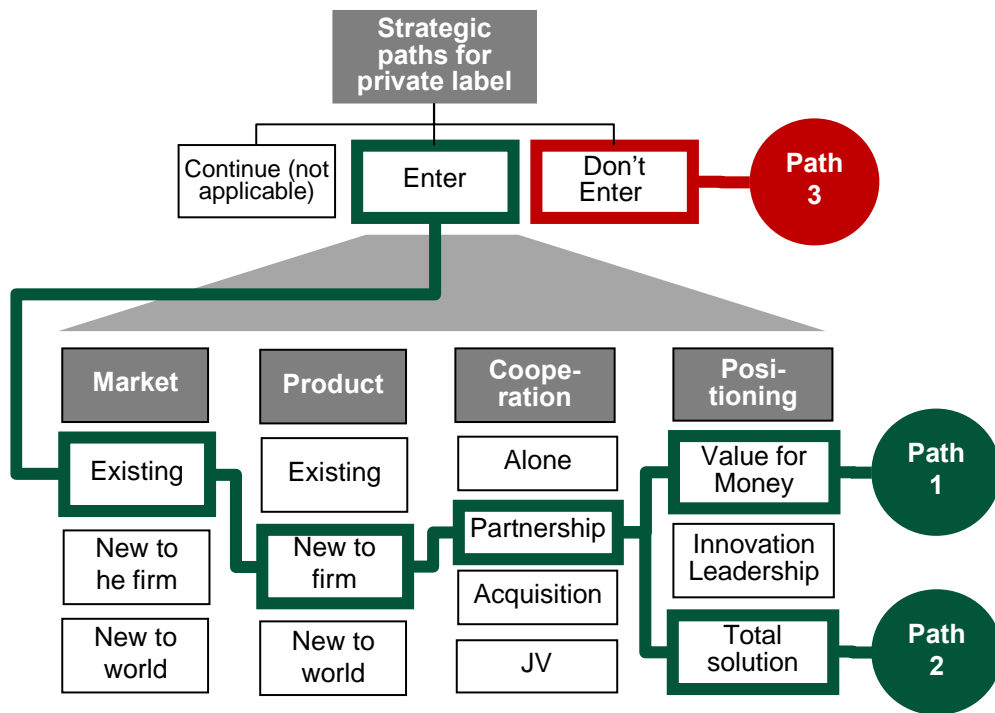 Strategic
paths for
private label
Continue (not
applicable)
Enter
Don't
Enter
Path
3
Market
Product
Coope-
ration
Posi-
tioning
Existing
New to
he firm
New to
world
Existing
New to
firm
New to
world
Alone
Partnership
Acquisition
JV
Value for
Money
Innovation
Leadership
Total
solution
Path
1
Path
2